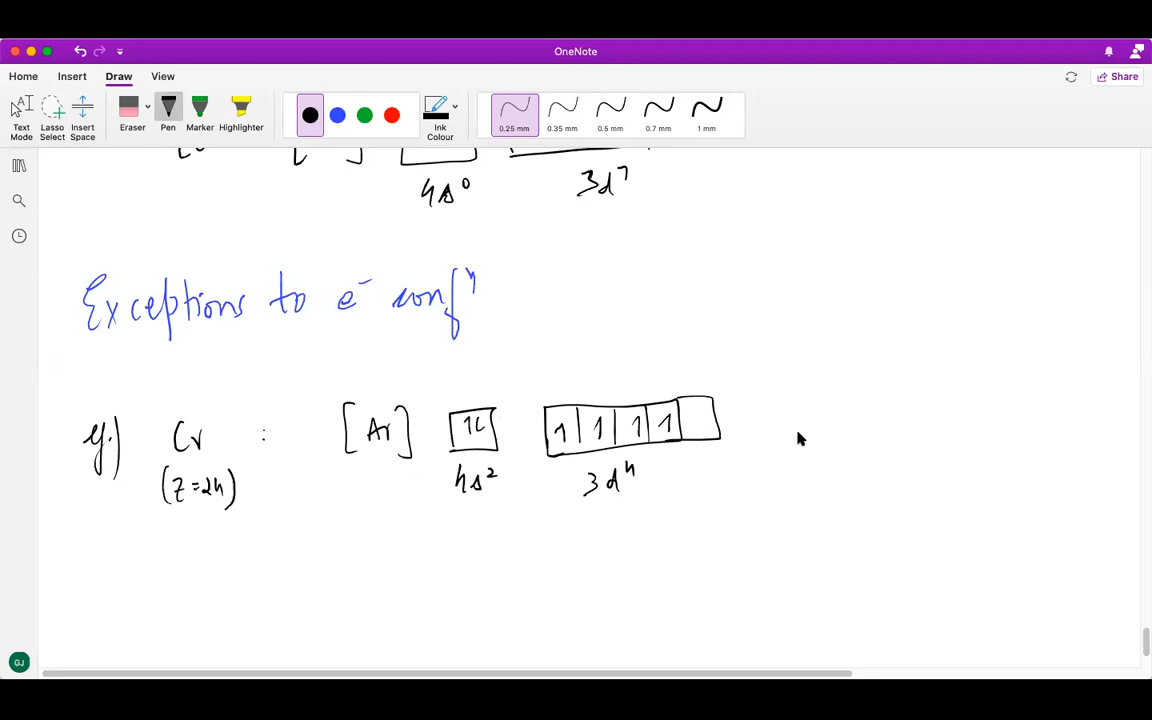 OneNote
Home Insert Draw View
Share
Text Mode Lasso Select Insert Space Eraser Pen Marker Highlighter Ink Colour 0.25 mm 0.35 mm 0.5 mm 0.7 mm 1 mm
4s⁰ 3d⁷
Exceptions to e⁻ confⁿ
eg.) Cr : [Ar] 1L 1 1 1 1
(Z=24) 4s² 3d⁴
GJ